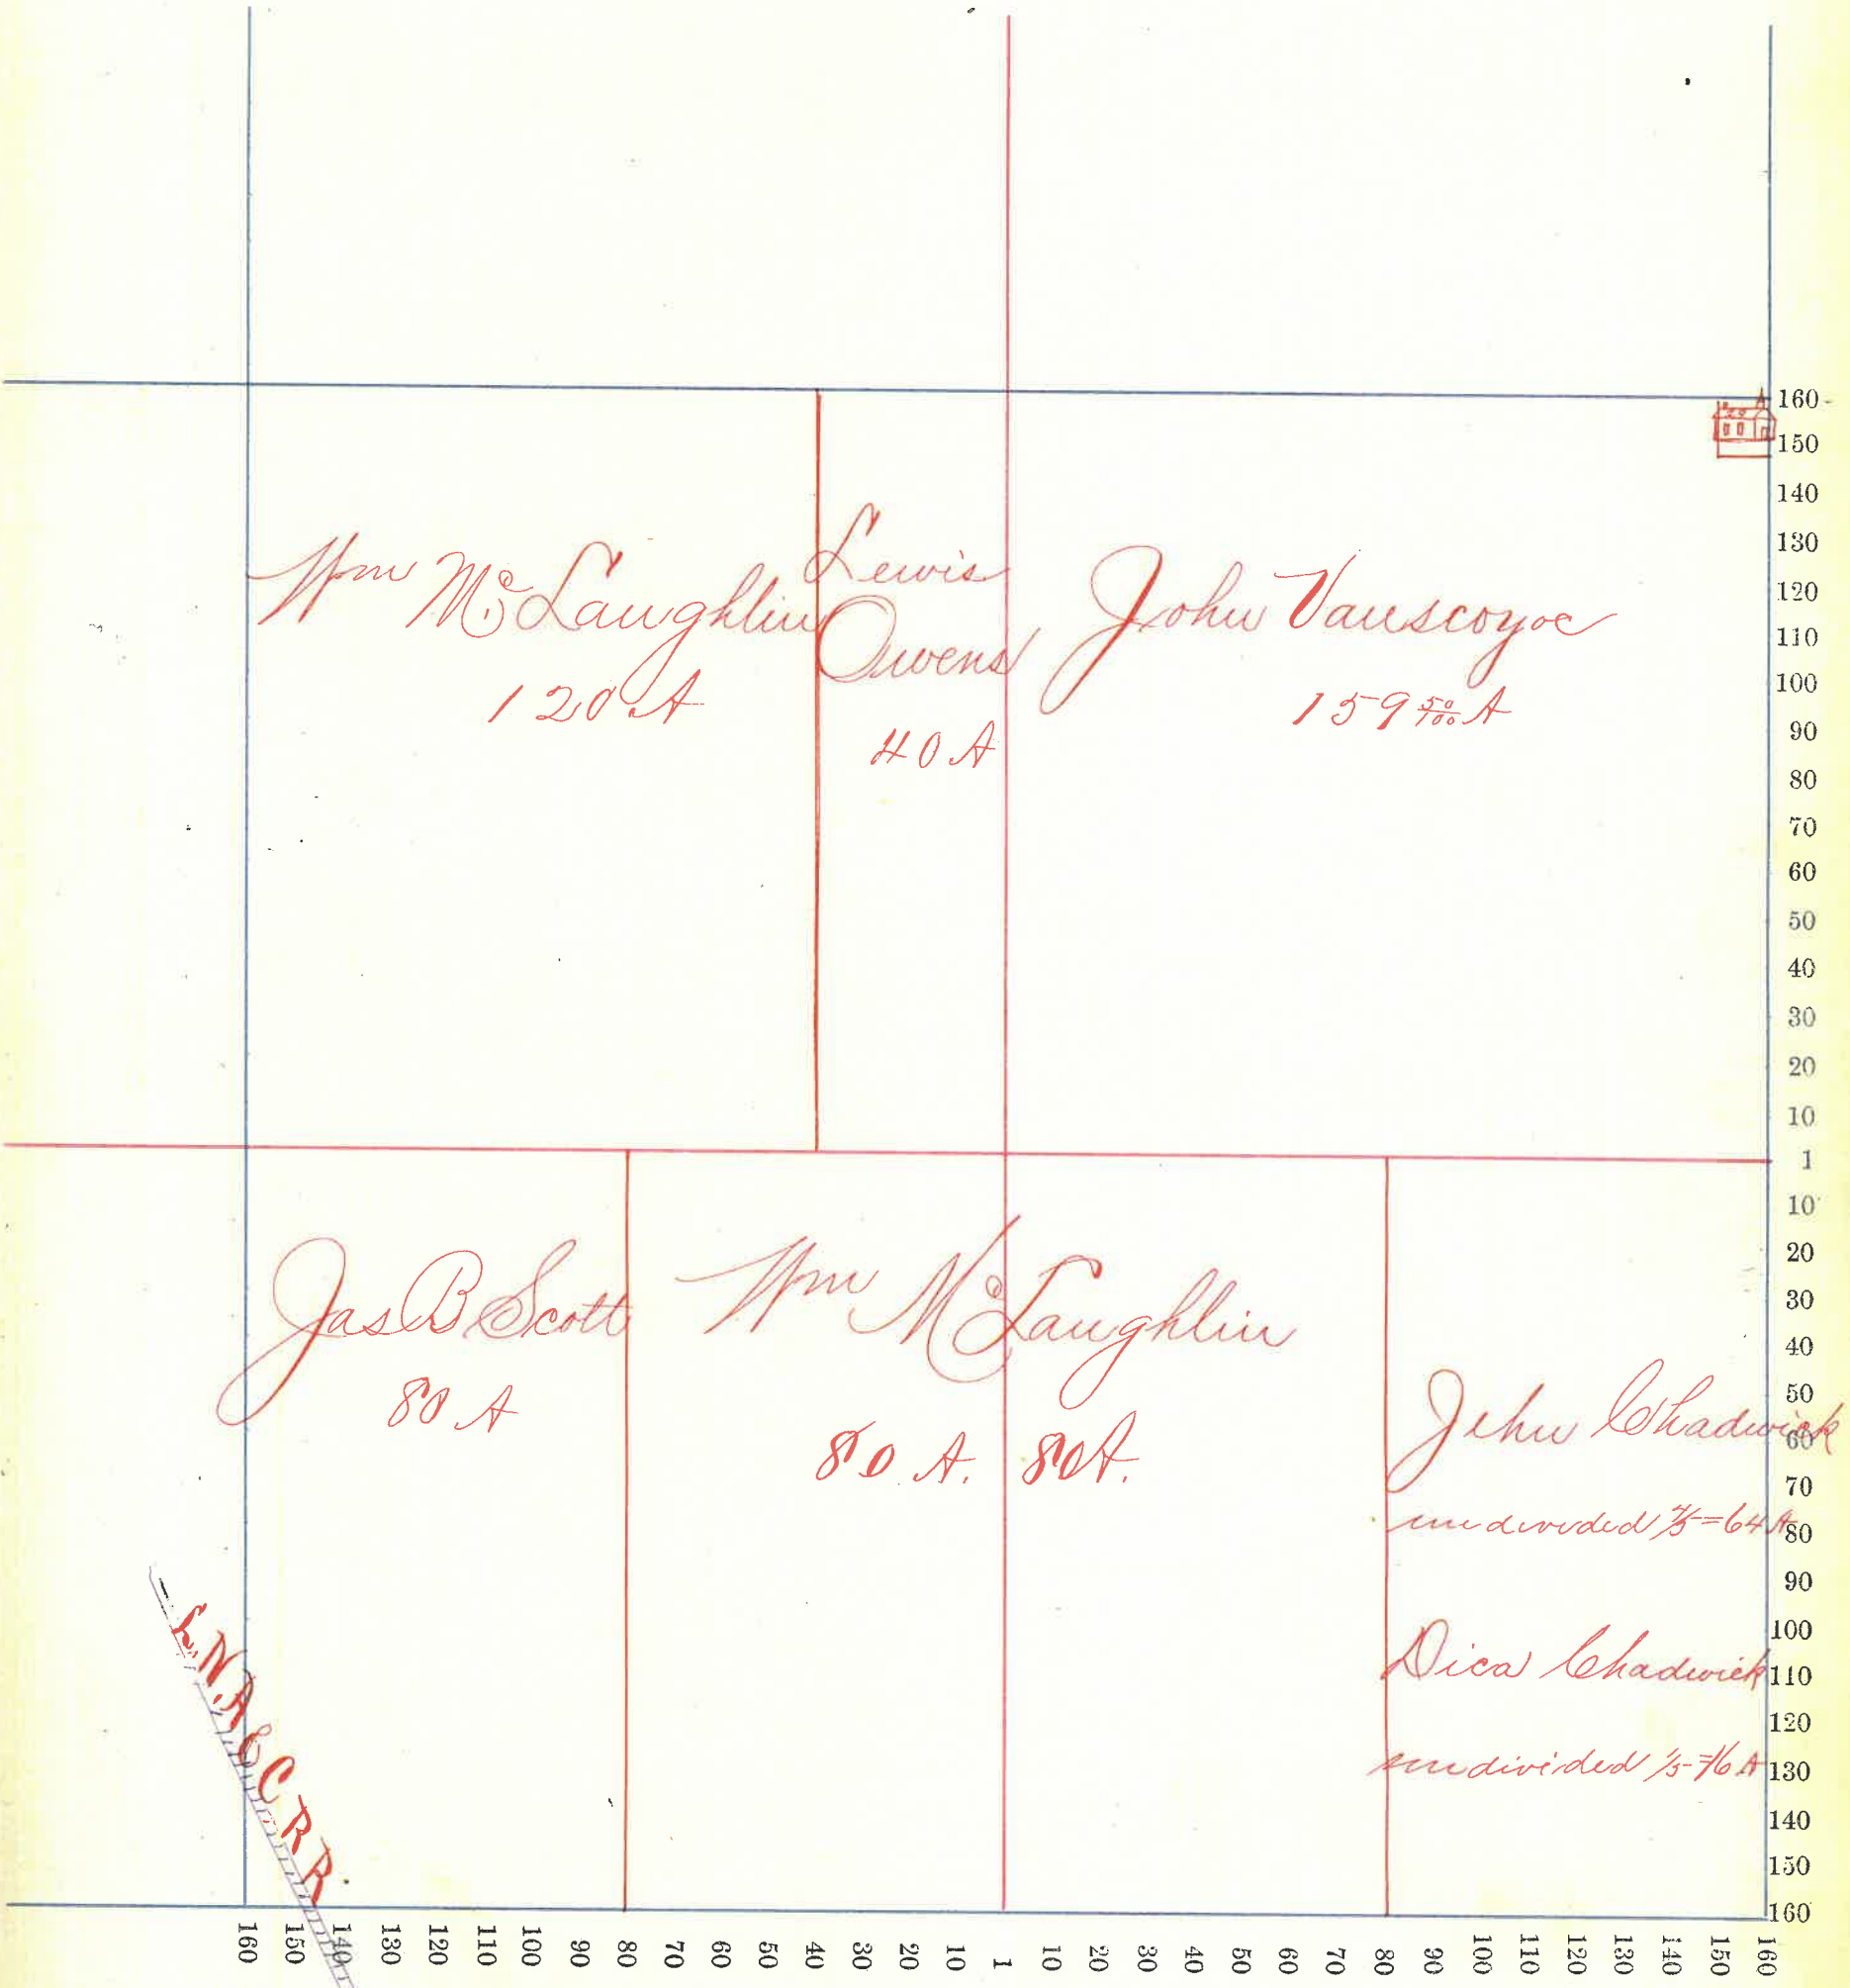 Wm McLaughlin
120 A
Lewis
Owens
40 A
John Vanscoyoc
159 50/100 A
Jas B Scott
80 A
Wm McLaughlin
80 A. 80 A.
Jehu Chadwick
undivided 4/5 = 64 A
Dica Chadwick
undivided 1/5 = 16 A
L. N. A & C R R.
160
150
140
130
120
110
100
90
80
70
60
50
40
30
20
10
1
10
20
30
40
50
60
70
80
90
100
110
120
130
140
150
160
160 150 140 130 120 110 100 90 80 70 60 50 40 30 20 10 1 10 20 30 40 50 60 70 80 90 100 110 120 130 140 150 160